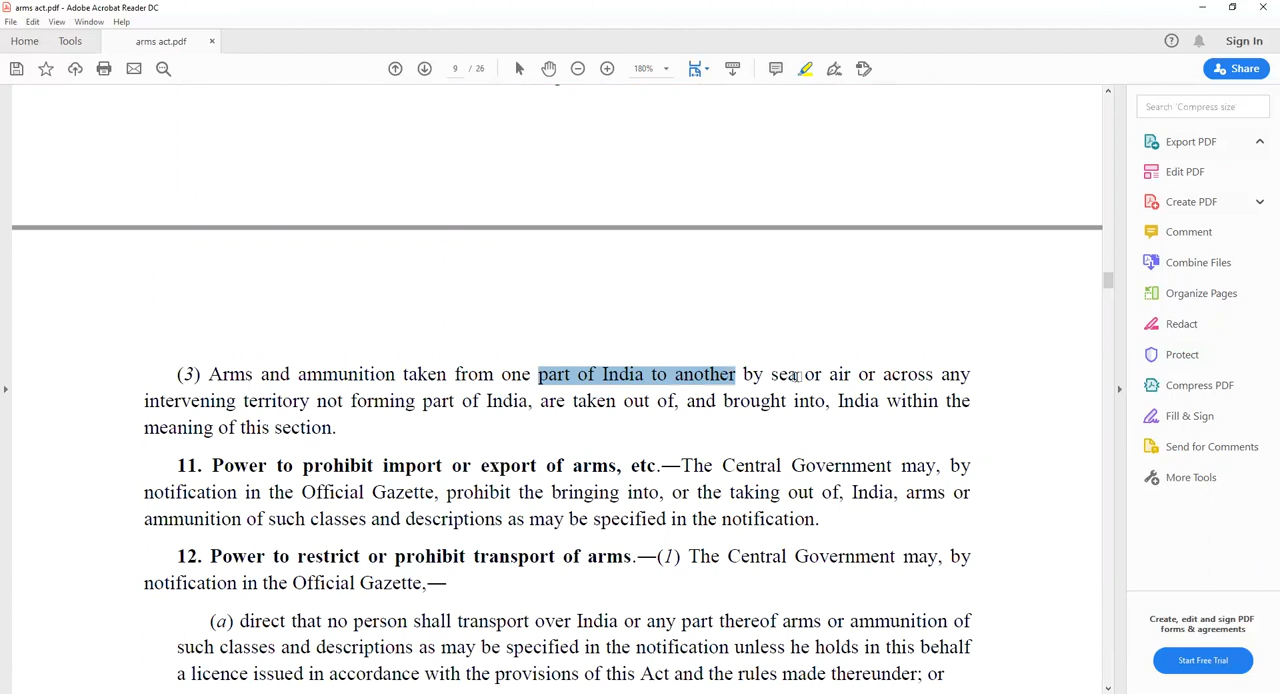 arms act.pdf - Adobe Acrobat Reader DC
File Edit View Window Help
Home Tools arms act.pdf × Sign In
9 / 26 180% Share
Search 'Compress size'
Export PDF
Edit PDF
Create PDF
Comment
Combine Files
Organize Pages
Redact
Protect
Compress PDF
Fill & Sign
Send for Comments
More Tools
Create, edit and sign PDF
forms & agreements
Start Free Trial
(3) Arms and ammunition taken from one part of India to another by sea or air or across any
intervening territory not forming part of India, are taken out of, and brought into, India within the
meaning of this section.
11. Power to prohibit import or export of arms, etc.—The Central Government may, by
notification in the Official Gazette, prohibit the bringing into, or the taking out of, India, arms or
ammunition of such classes and descriptions as may be specified in the notification.
12. Power to restrict or prohibit transport of arms.—(1) The Central Government may, by
notification in the Official Gazette,—
(a) direct that no person shall transport over India or any part thereof arms or ammunition of
such classes and descriptions as may be specified in the notification unless he holds in this behalf
a licence issued in accordance with the provisions of this Act and the rules made thereunder; or